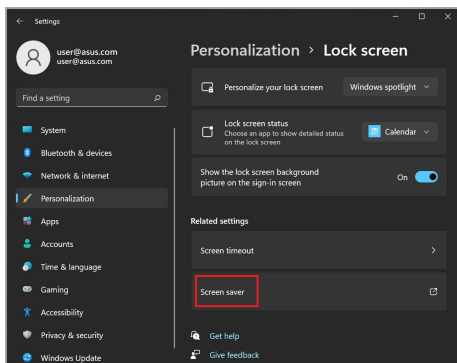 Settings
user@asus.com
user@asus.com
Find a setting
System
Bluetooth & devices
Network & internet
Personalization
Apps
Accounts
Time & language
Gaming
Accessibility
Privacy & security
Windows Update
Personalization > Lock screen
Personalize your lock screen
Windows spotlight
Lock screen status
Choose an app to show detailed status
on the lock screen
Calendar
Show the lock screen background
picture on the sign-in screen
On
Related settings
Screen timeout
Screen saver
Get help
Give feedback